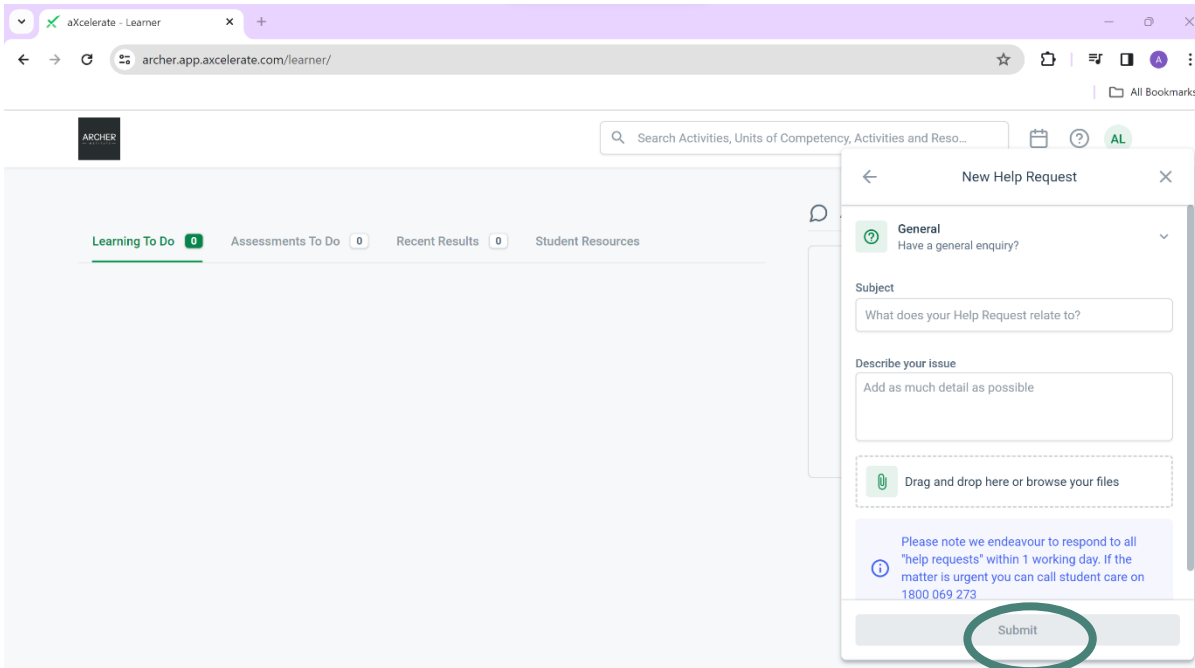 aXcelerate - Learner
archer.app.axcelerate.com/learner/
A
All Bookmarks
ARCHER
Search Activities, Units of Competency, Activities and Reso...
AL
New Help Request
General
Have a general enquiry?
Learning To Do 0
Assessments To Do 0
Recent Results 0
Student Resources
Subject
What does your Help Request relate to?
Describe your issue
Add as much detail as possible
Drag and drop here or browse your files
Please note we endeavour to respond to all
"help requests" within 1 working day. If the
matter is urgent you can call student care on
1800 069 273
Submit